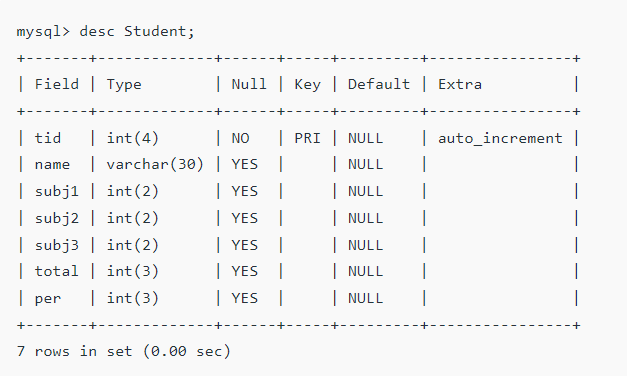 mysql> desc Student;
+-------+-------------+------+-----+---------+----------------+
| Field | Type        | Null | Key | Default | Extra          |
+-------+-------------+------+-----+---------+----------------+
| tid   | int(4)      | NO   | PRI | NULL    | auto_increment |
| name  | varchar(30) | YES  |     | NULL    |                |
| subj1 | int(2)      | YES  |     | NULL    |                |
| subj2 | int(2)      | YES  |     | NULL    |                |
| subj3 | int(2)      | YES  |     | NULL    |                |
| total | int(3)      | YES  |     | NULL    |                |
| per   | int(3)      | YES  |     | NULL    |                |
+-------+-------------+------+-----+---------+----------------+
7 rows in set (0.00 sec)